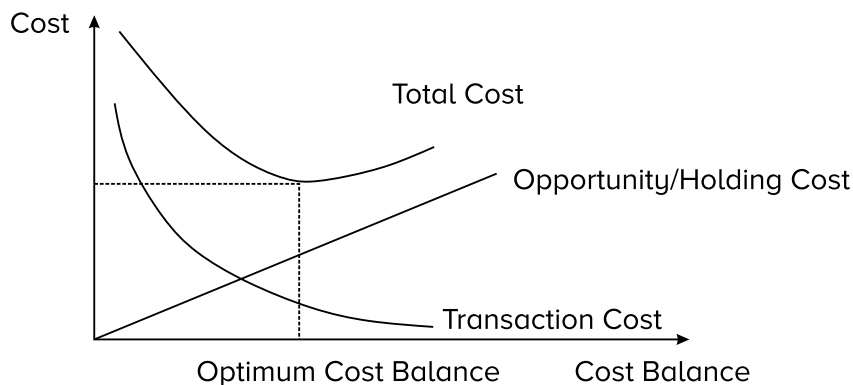 Cost
Total Cost
Opportunity/Holding Cost
Transaction Cost
Optimum Cost Balance
Cost Balance